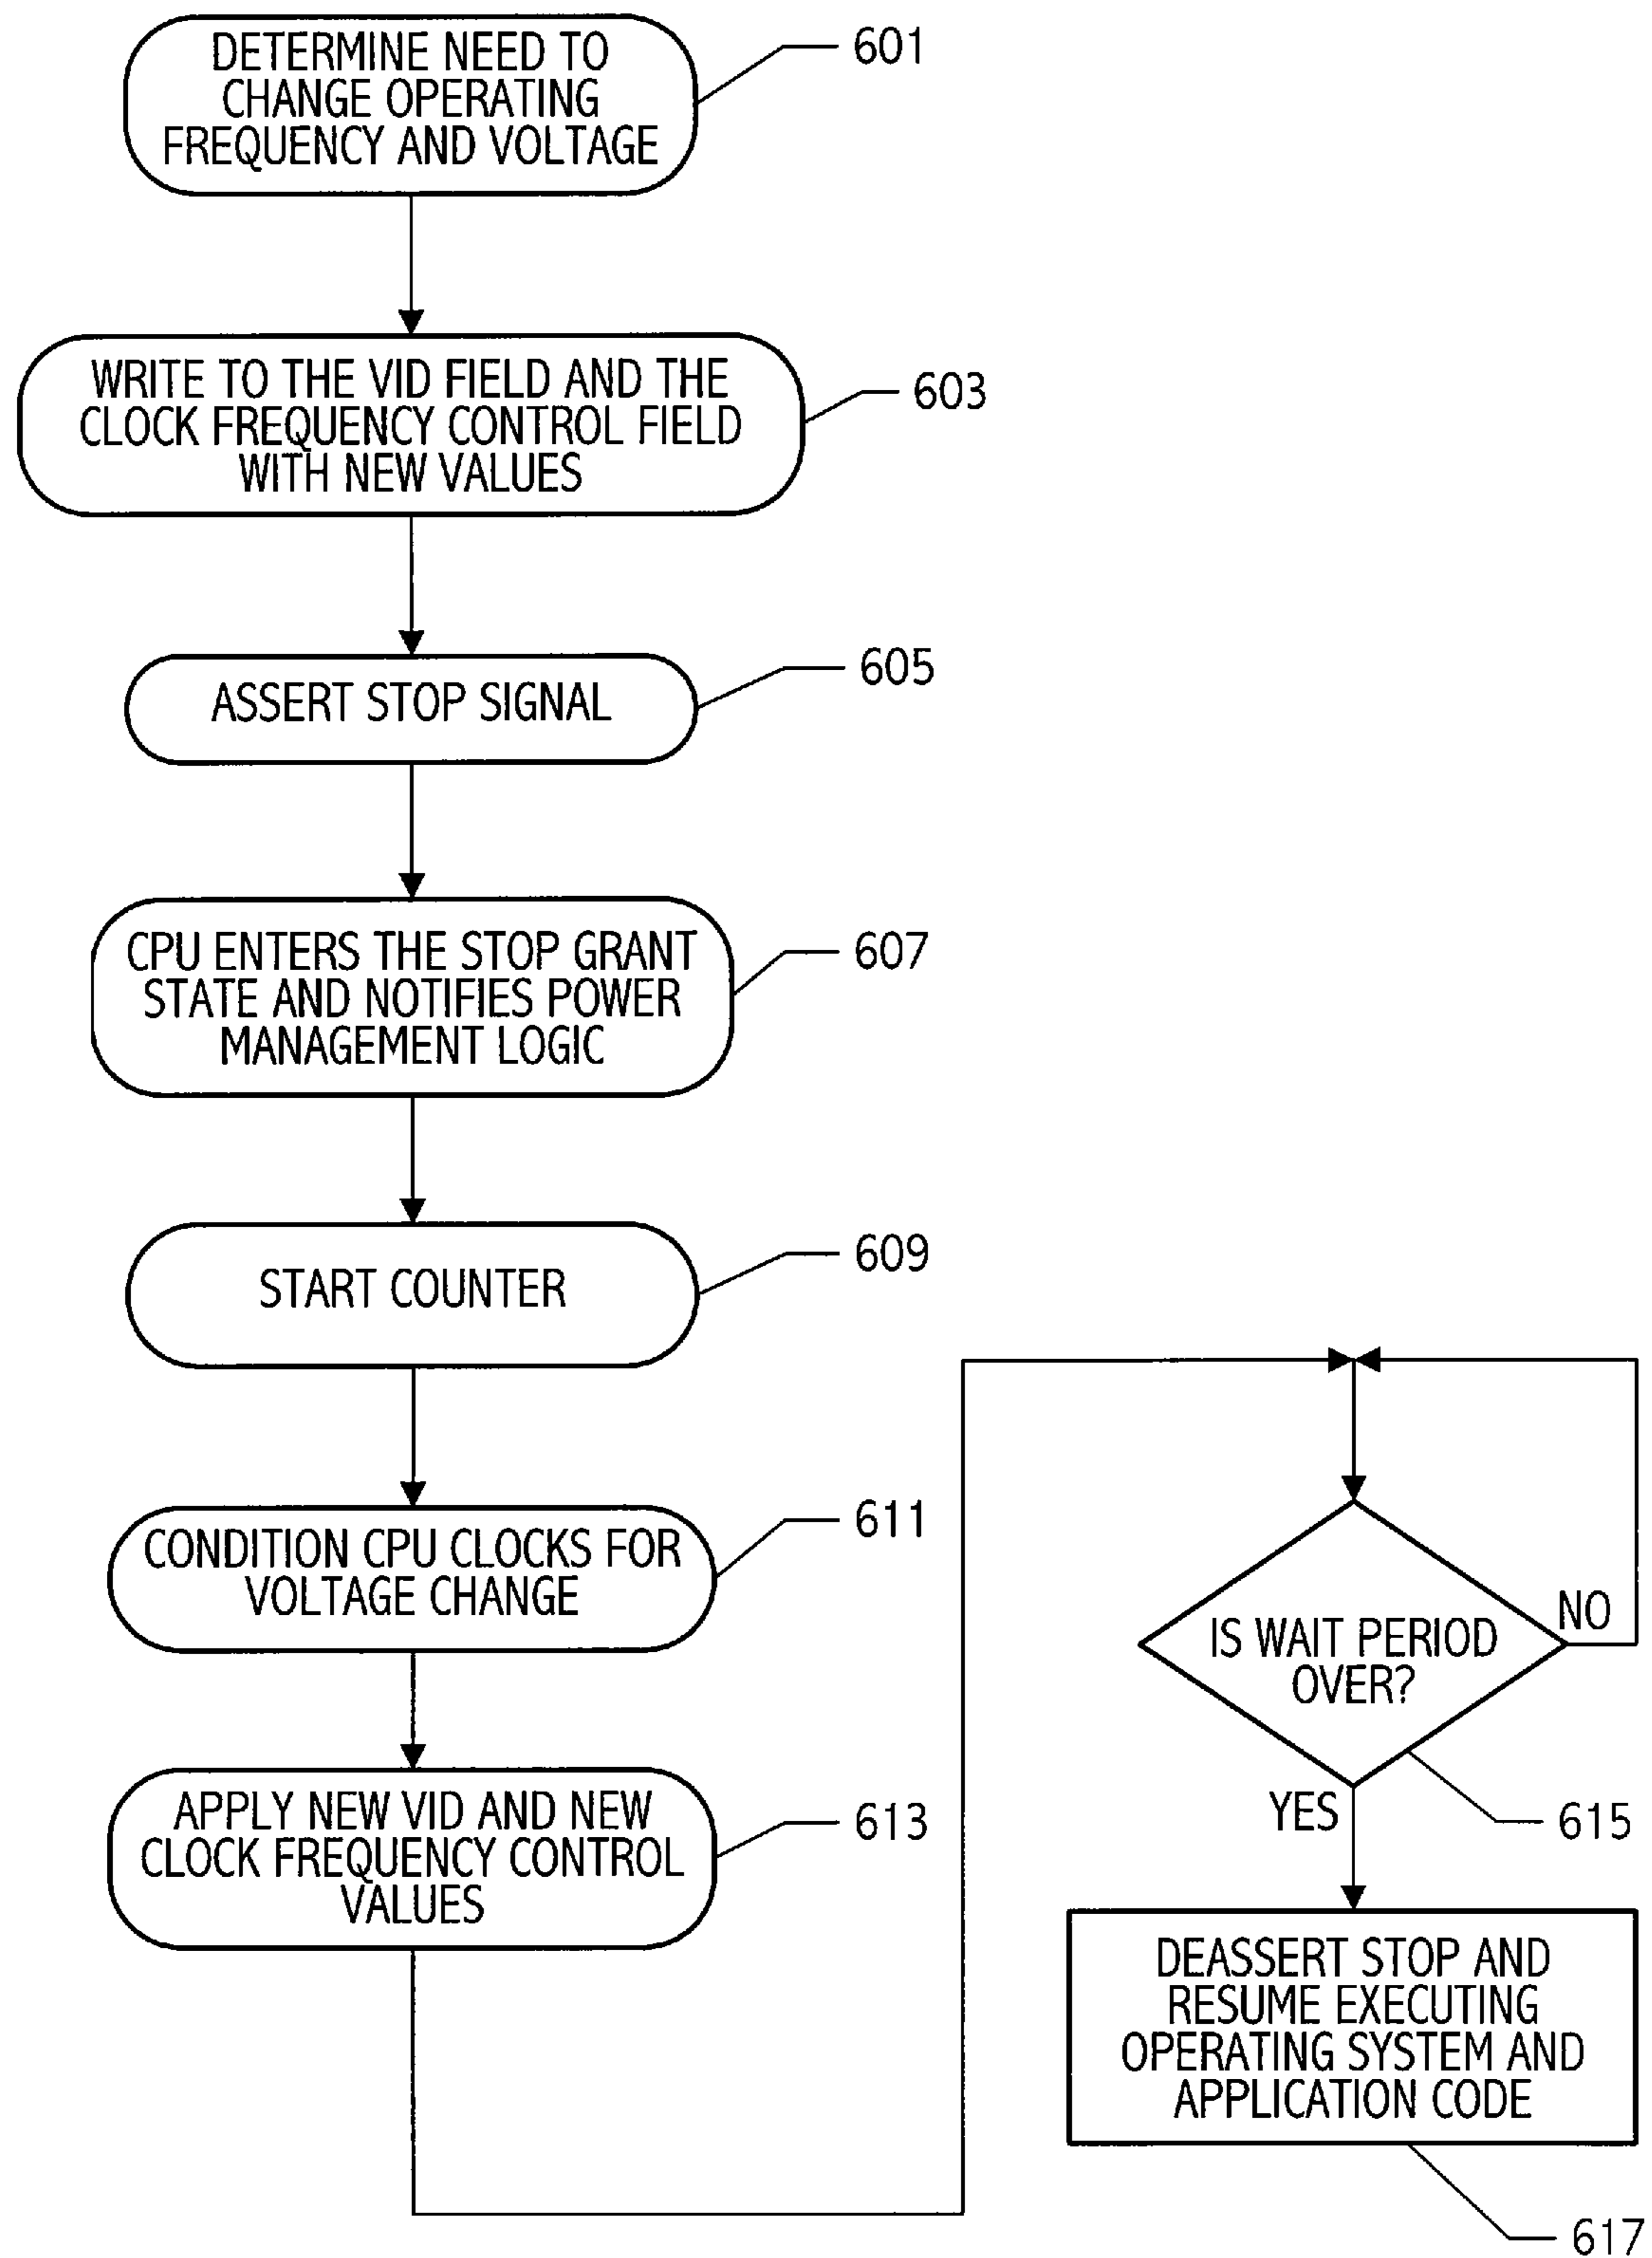 DETERMINE NEED TO
CHANGE OPERATING
FREQUENCY AND VOLTAGE
601
WRITE TO THE VID FIELD AND THE
CLOCK FREQUENCY CONTROL FIELD
WITH NEW VALUES
603
ASSERT STOP SIGNAL
605
CPU ENTERS THE STOP GRANT
STATE AND NOTIFIES POWER
MANAGEMENT LOGIC
607
START COUNTER
609
CONDITION CPU CLOCKS FOR
VOLTAGE CHANGE
611
APPLY NEW VID AND NEW
CLOCK FREQUENCY CONTROL
VALUES
613
IS WAIT PERIOD
OVER?
NO
YES
615
DEASSERT STOP AND
RESUME EXECUTING
OPERATING SYSTEM AND
APPLICATION CODE
617